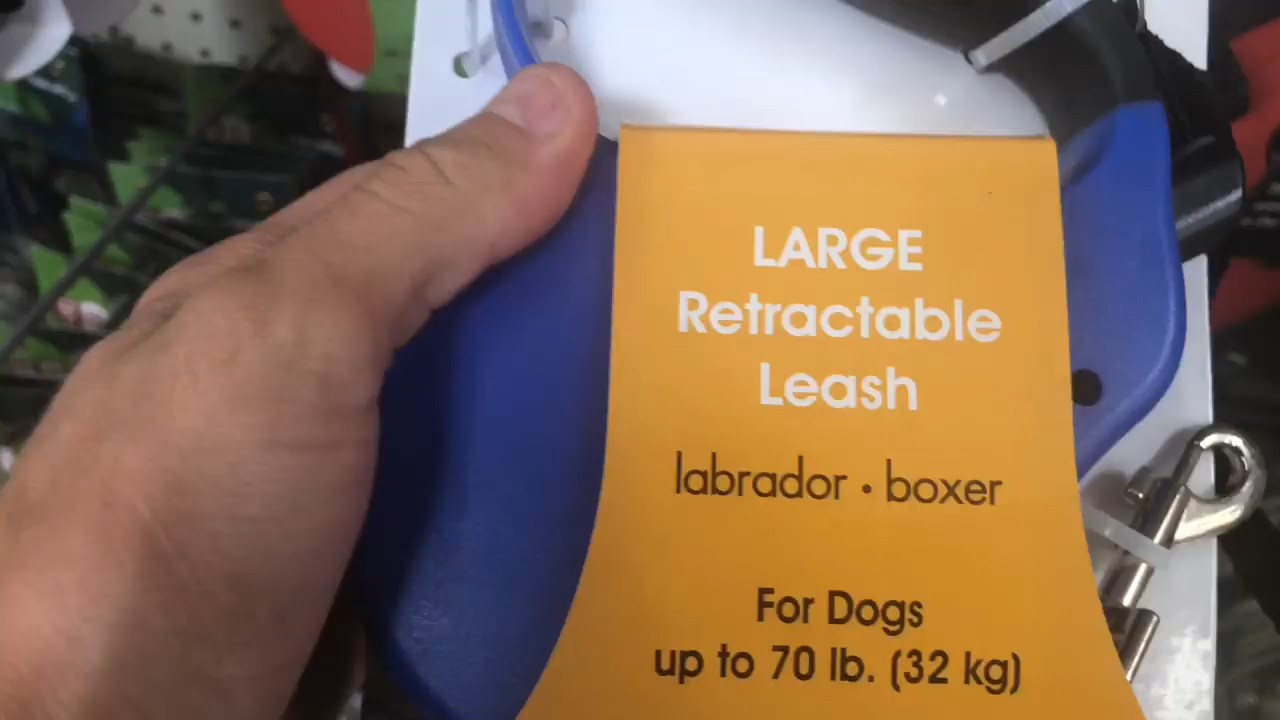 LARGE
Retractable
Leash
labrador • boxer
For Dogs
up to 70 lb. (32 kg)